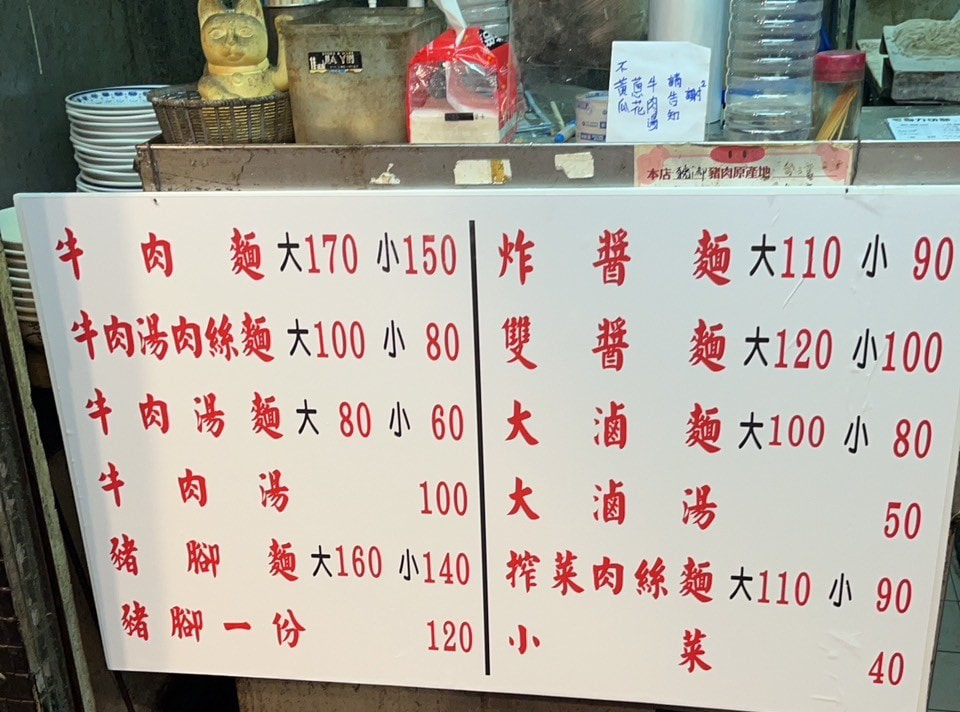 不 牛肉湯 請告知
蔥花
黃瓜
謝
本店 豬肉原產地
牛肉麵 大170 小150
牛肉湯肉絲麵 大100 小 80
牛肉湯麵 大 80 小 60
牛肉湯 100
豬腳麵 大160 小140
豬腳一份 120
炸醬麵 大110 小 90
雙醬麵 大120 小100
大滷麵 大100 小 80
大滷湯 50
搾菜肉絲麵 大110 小 90
小菜 40